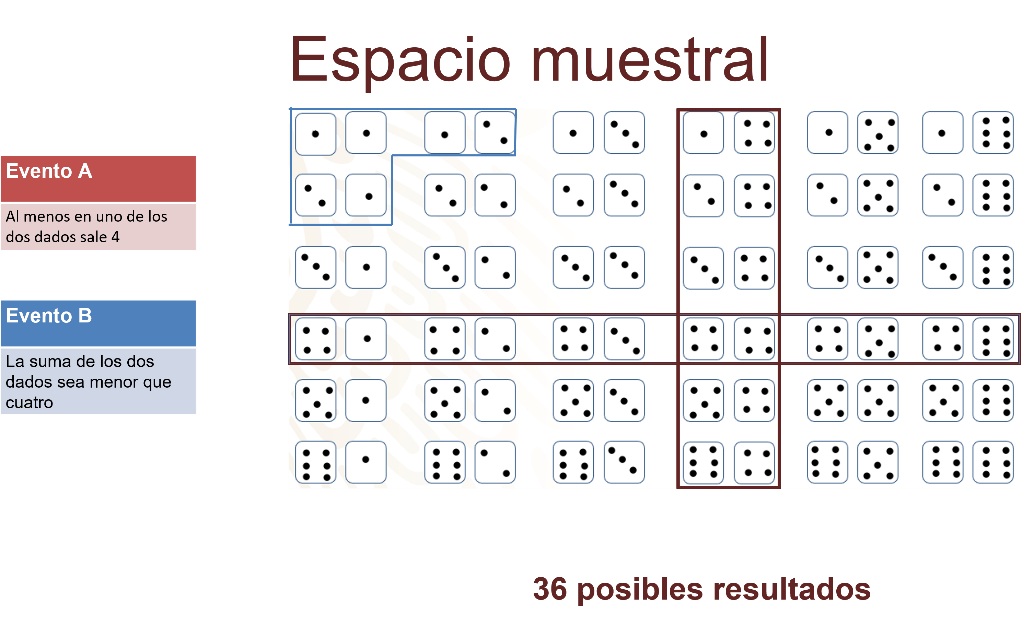 Espacio muestral
Evento A
Al menos en uno de los
dos dados sale 4
Evento B
La suma de los dos
dados sea menor que
cuatro
36 posibles resultados